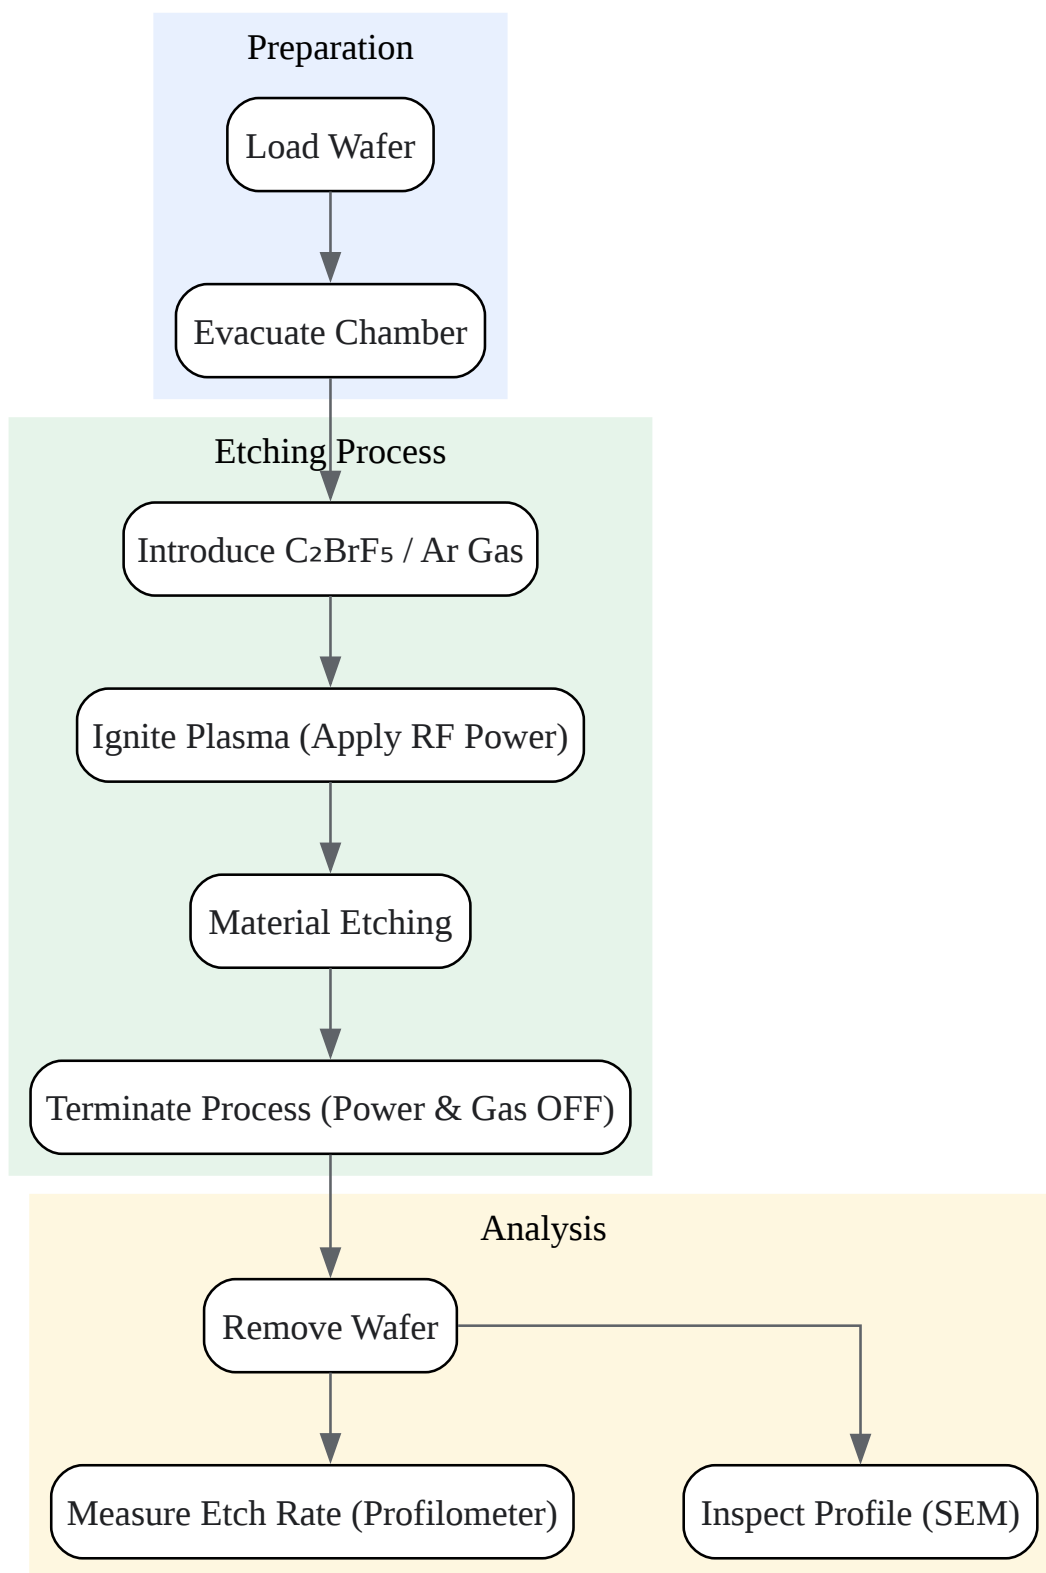 Preparation
Load Wafer
Evacuate Chamber
Etching Process
Introduce C₂BrF₅ / Ar Gas
Ignite Plasma (Apply RF Power)
Material Etching
Terminate Process (Power & Gas OFF)
Analysis
Remove Wafer
Measure Etch Rate (Profilometer)
Inspect Profile (SEM)